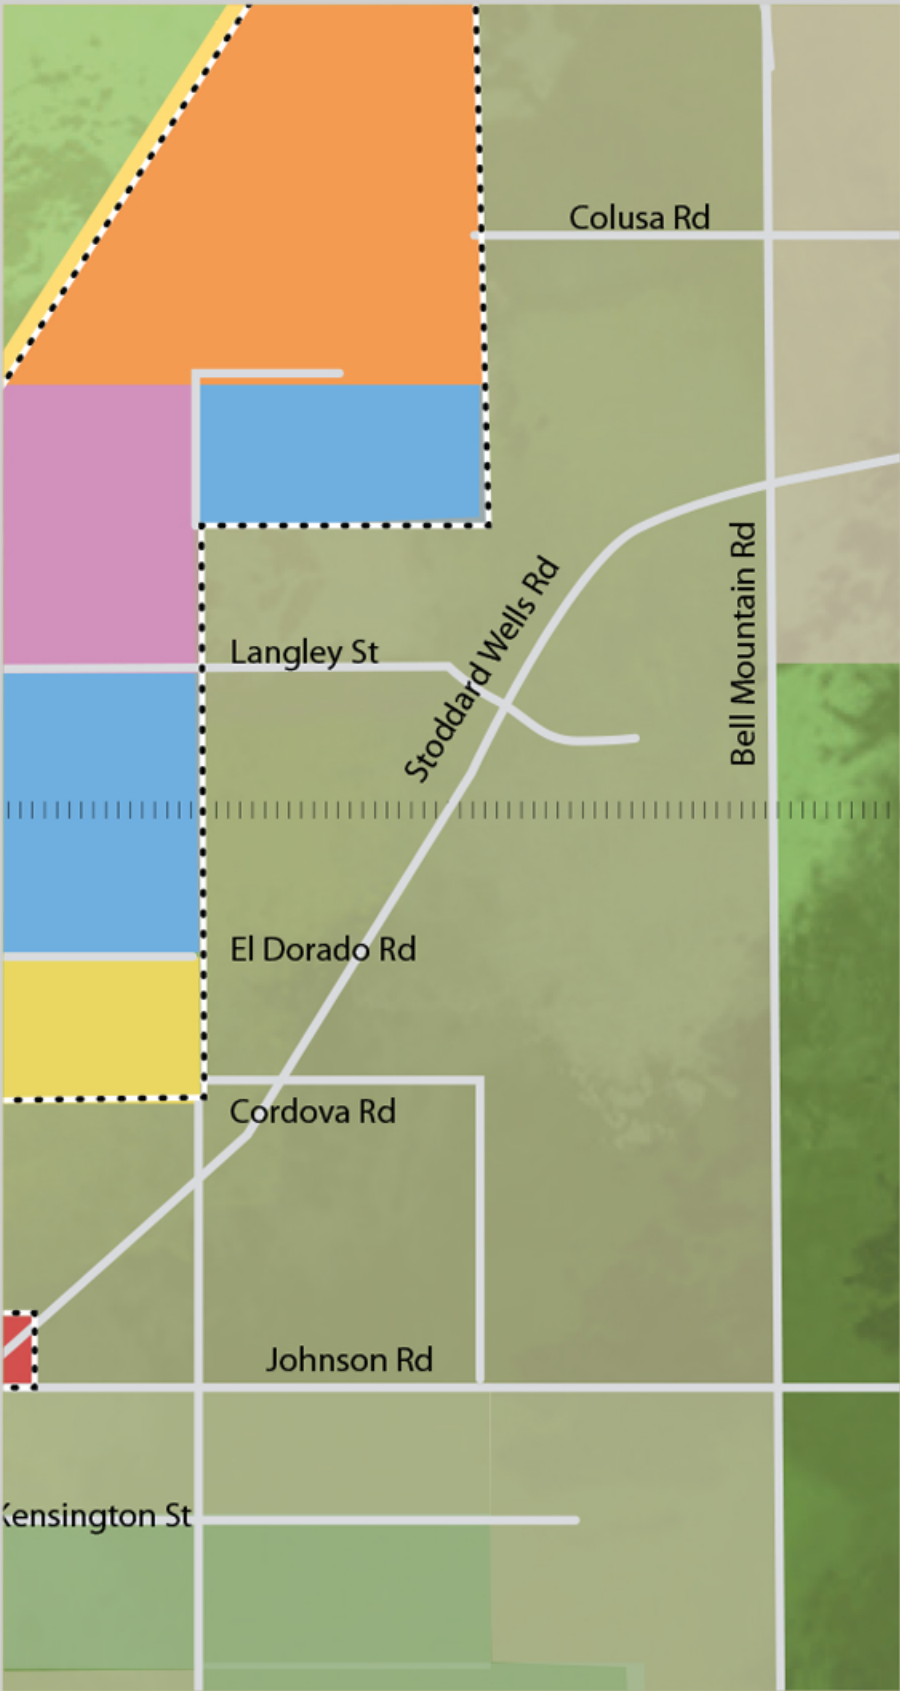 Colusa Rd
Stoddard Wells Rd
Bell Mountain Rd
Langley St
El Dorado Rd
Cordova Rd
Johnson Rd
Kensington St